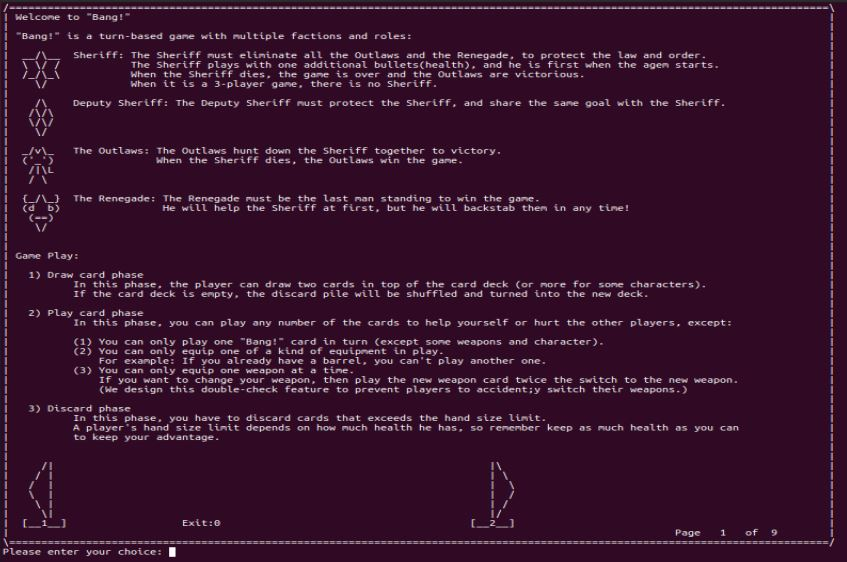 Welcome to "Bang!"
"Bang!" is a turn-based game with multiple factions and roles:
Sheriff: The Sheriff must eliminate all the Outlaws and the Renegade, to protect the law and order.
The Sheriff plays with one additional bullets(health), and he is first when the agem starts.
When the Sheriff dies, the game is over and the Outlaws are victorious.
When it is a 3-player game, there is no Sheriff.
Deputy Sheriff: The Deputy Sheriff must protect the Sheriff, and share the same goal with the Sheriff.
The Outlaws: The Outlaws hunt down the Sheriff together to victory.
When the Sheriff dies, the Outlaws win the game.
The Renegade: The Renegade must be the last man standing to win the game.
He will help the Sheriff at first, but he will backstab them in any time!
Game Play:
1) Draw card phase
In this phase, the player can draw two cards in top of the card deck (or more for some characters).
If the card deck is empty, the discard pile will be shuffled and turned into the new deck.
2) Play card phase
In this phase, you can play any number of the cards to help yourself or hurt the other players, except:
(1) You can only play one "Bang!" card in turn (except some weapons and character).
(2) You can only equip one of a kind of equipment in play.
For example: If you already have a barrel, you can't play another one.
(3) You can only equip one weapon at a time.
If you want to change your weapon, then play the new weapon card twice the switch to the new weapon.
(We design this double-check feature to prevent players to accident;y switch their weapons.)
3) Discard phase
In this phase, you have to discard cards that exceeds the hand size limit.
A player's hand size limit depends on how much health he has, so remember keep as much health as you can
to keep your advantage.
[__1__] Exit:0 [__2__]
Page 1 of 9
Please enter your choice: